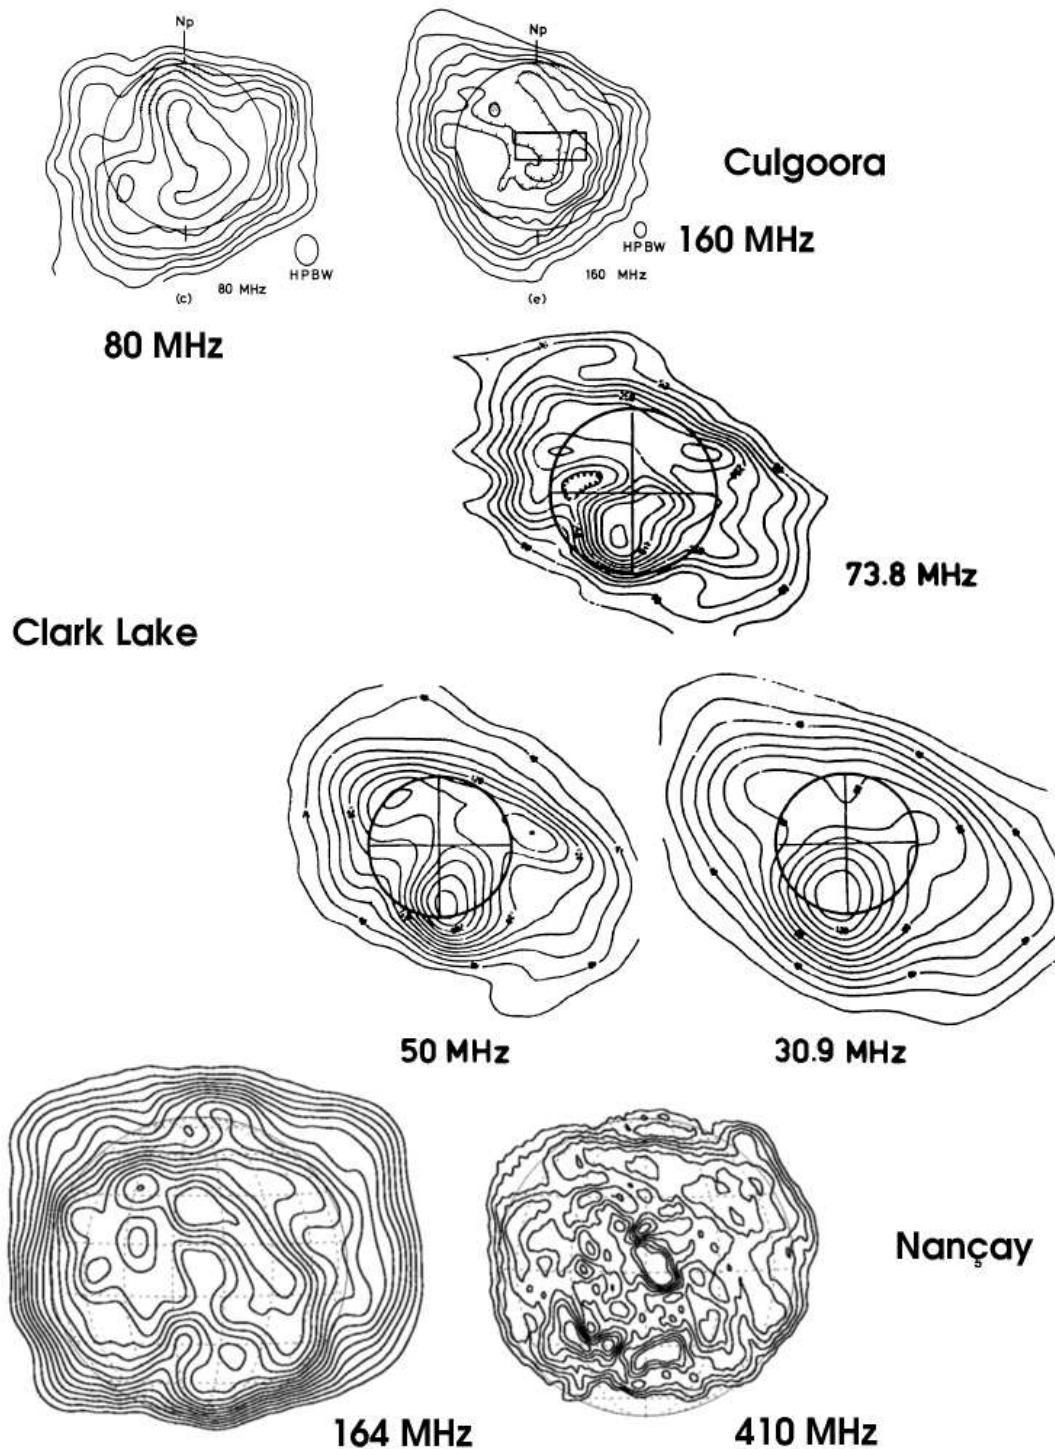 Np
Np
Culgoora
HPBW
80 MHz
(c)
HPBW
160 MHz
160 MHz
(e)
80 MHz
73.8 MHz
Clark Lake
50 MHz
30.9 MHz
Nançay
164 MHz
410 MHz